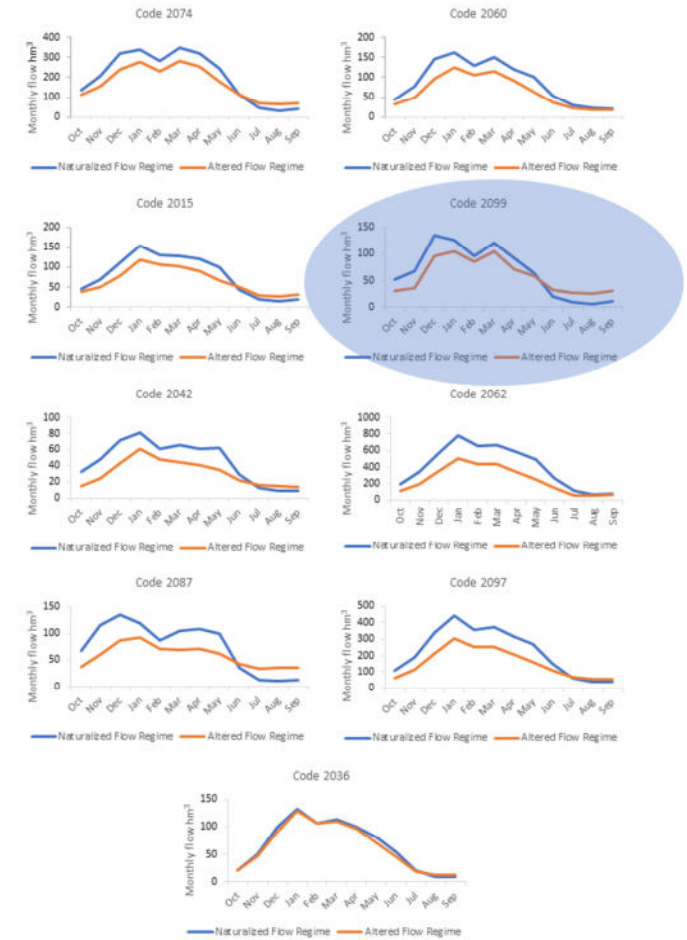 Code 2074
Monthly flow hm³
400
300
200
100
0
Oct Nov Dec Jan Feb Mar Apr May Jun Jul Aug Sep
Naturalized Flow Regime Altered Flow Regime
Code 2060
Monthly flow hm³
200
150
100
50
0
Oct Nov Dec Jan Feb Mar Apr May Jun Jul Aug Sep
Naturalized Flow Regime Altered Flow Regime
Code 2015
Monthly flow hm³
200
150
100
50
0
Oct Nov Dec Jan Feb Mar Apr May Jun Jul Aug Sep
Naturalized Flow Regime Altered Flow Regime
Code 2099
Monthly flow hm³
150
100
50
0
Oct Nov Dec Jan Feb Mar Apr May Jun Jul Aug Sep
Naturalized Flow Regime Altered Flow Regime
Code 2042
Monthly flow hm³
100
80
60
40
20
0
Oct Nov Dec Jan Feb Mar Apr May Jun Jul Aug Sep
Naturalized Flow Regime Altered Flow Regime
Code 2062
Monthly flow hm³
1000
800
600
400
200
0
Oct Nov Dec Jan Feb Mar Apr May Jun Jul Aug Sep
Naturalized Flow Regime Altered Flow Regime
Code 2087
Monthly flow hm³
150
100
50
0
Oct Nov Dec Jan Feb Mar Apr May Jun Jul Aug Sep
Naturalized Flow Regime Altered Flow Regime
Code 2097
Monthly flow hm³
500
400
300
200
100
0
Oct Nov Dec Jan Feb Mar Apr May Jun Jul Aug Sep
Naturalized Flow Regime Altered Flow Regime
Code 2036
Monthly flow hm³
150
100
50
0
Oct Nov Dec Jan Feb Mar Apr May Jun Jul Aug Sep
Naturalized Flow Regime Altered Flow Regime